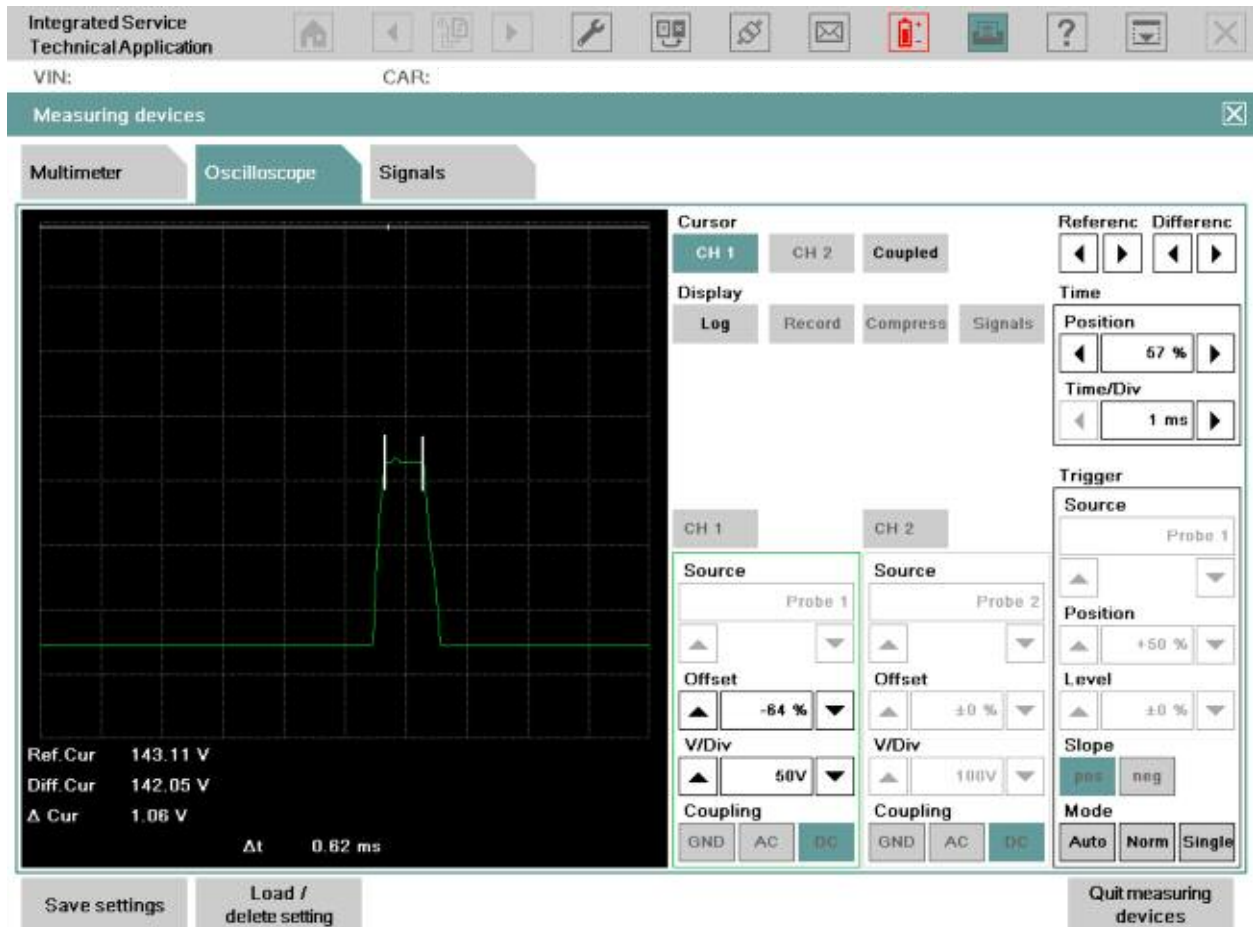 Integrated Service
Technical Application
?
VIN:
CAR:
Measuring devices
Multimeter
Oscilloscope
Signals
Cursor
CH 1
CH 2
Coupled
Display
Log
Record
Compress
Signals
Referenc
Differenc
Time
Position
57 %
Time/Div
1 ms
Trigger
Source
Probe 1
Position
+50 %
Level
±0 %
Slope
pos
neg
Mode
Auto
Norm
Single
CH 1
Source
Probe 1
Offset
-64 %
V/Div
50V
Coupling
GND
AC
DC
CH 2
Source
Probe 2
Offset
±0 %
V/Div
100V
Coupling
GND
AC
DC
Ref.Cur 143.11 V
Diff.Cur 142.05 V
Δ Cur 1.06 V
Δt 0.62 ms
Save settings
Load /
delete setting
Quit measuring
devices